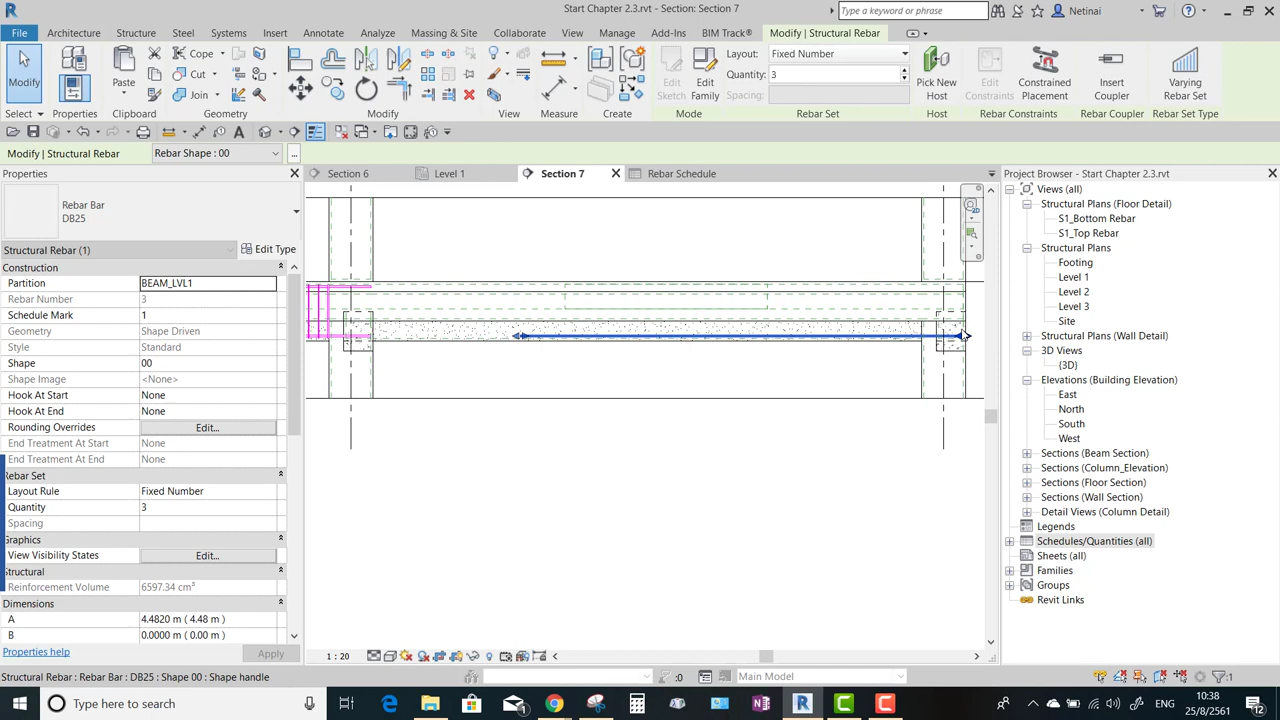 Start Chapter 2.3.rvt - Section: Section 7
Type a keyword or phrase
Netinai
File Architecture Structure Steel Systems Insert Annotate Analyze Massing & Site Collaborate View Manage Add-Ins BIM Track® Modify | Structural Rebar
Modify
Paste
Cope
Cut
Join
Edit Sketch
Edit Family
Layout: Fixed Number
Quantity: 3
Spacing:
Pick New Host
Edit Constraints
Constrained Placement
Insert Coupler
Varying Rebar Set
Select Properties Clipboard Geometry Modify View Measure Create Mode Rebar Set Host Rebar Constraints Rebar Coupler Rebar Set Type
Modify | Structural Rebar
Rebar Shape : 00
...
Properties
Section 6
Level 1
Section 7
Rebar Schedule
Project Browser - Start Chapter 2.3.rvt
Rebar Bar
DB25
Structural Rebar (1)
Edit Type
Construction
Partition BEAM_LVL1
Rebar Number 3
Schedule Mark 1
Geometry Shape Driven
Style Standard
Shape 00
Shape Image <None>
Hook At Start None
Hook At End None
Rounding Overrides Edit...
End Treatment At Start None
End Treatment At End None
Rebar Set
Layout Rule Fixed Number
Quantity 3
Spacing
Graphics
View Visibility States Edit...
Structural
Reinforcement Volume 6597.34 cm³
Dimensions
A 4.4820 m ( 4.48 m )
B 0.0000 m ( 0.00 m )
Properties help
Apply
Views (all)
Structural Plans (Floor Detail)
S1_Bottom Rebar
S1_Top Rebar
Structural Plans
Footing
Level 1
Level 2
Level 3
Site
Structural Plans (Wall Detail)
3D Views
{3D}
Elevations (Building Elevation)
East
North
South
West
Sections (Beam Section)
Sections (Column_Elevation)
Sections (Floor Section)
Sections (Wall Section)
Detail Views (Column Detail)
Legends
Schedules/Quantities (all)
Sheets (all)
Families
Groups
Revit Links
1 : 20
Structural Rebar : Rebar Bar : DB25 : Shape 00 : Shape handle
:0
Main Model
:1
Type here to search
ENG
10:38
25/8/2561